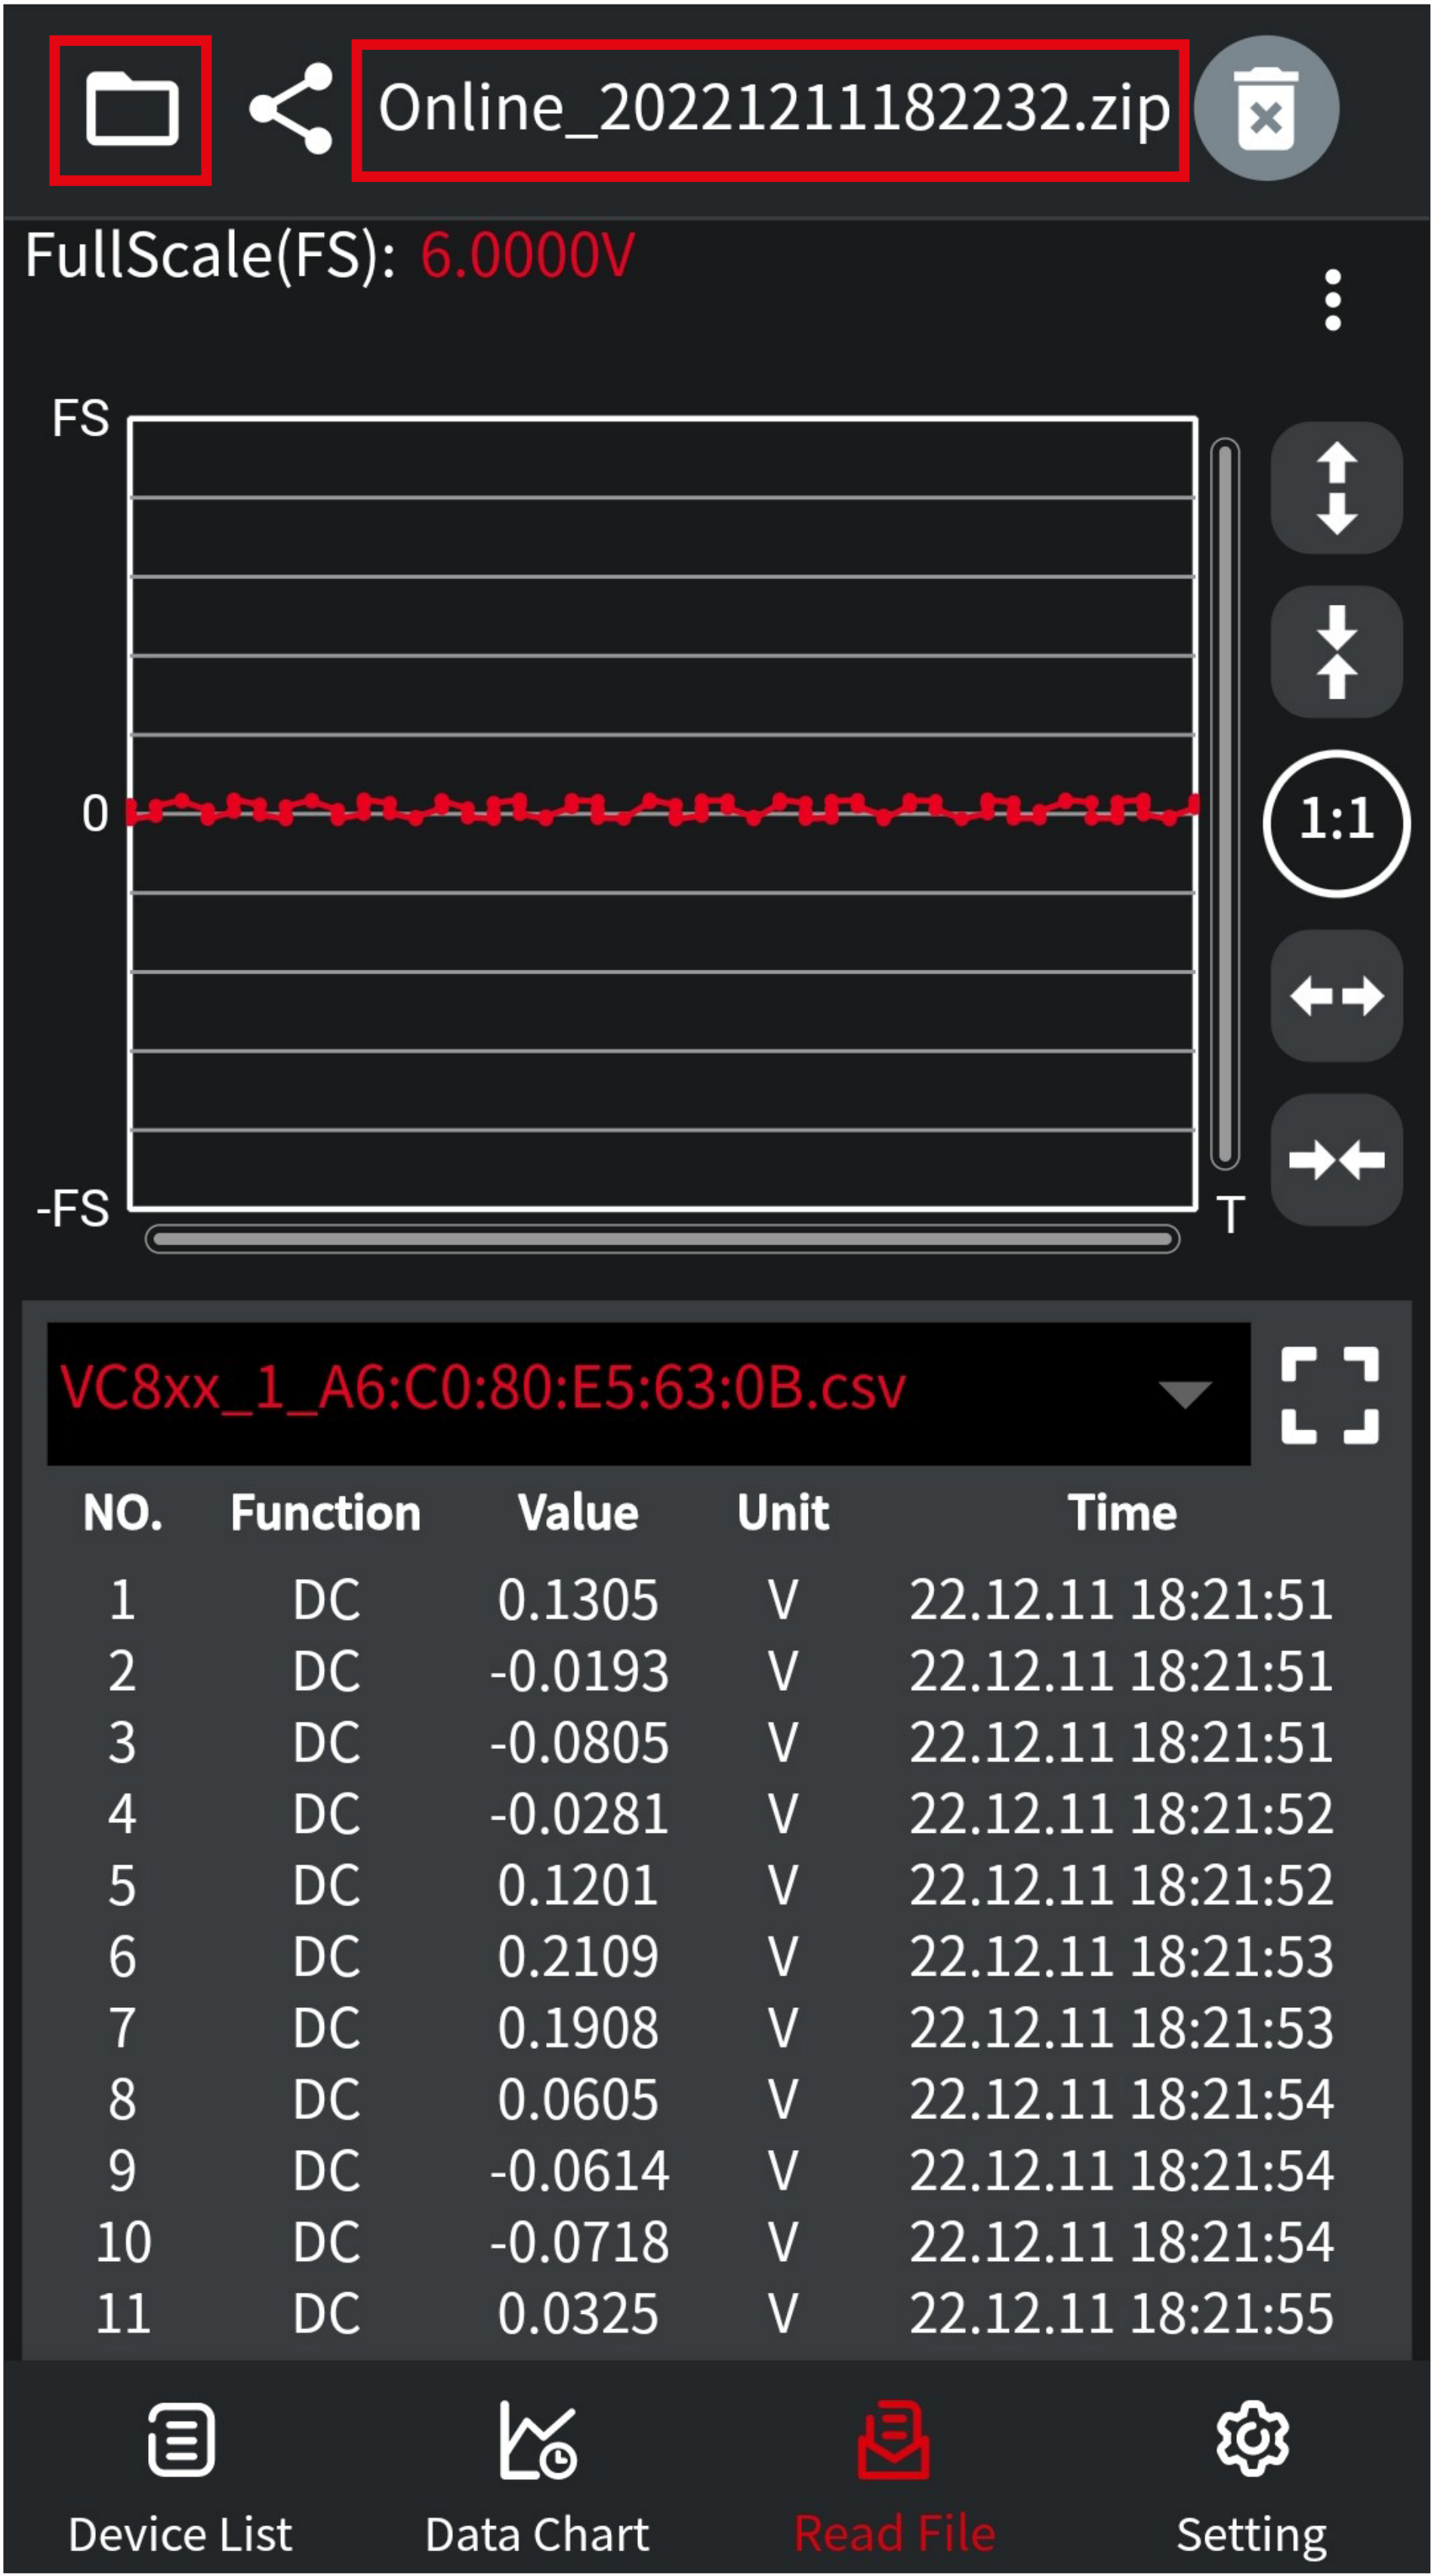 Online_20221211182232.zip
FullScale(FS): 6.0000V
FS
0
-FS
T
1:1
VC8xx_1_A6:C0:80:E5:63:0B.csv
NO. Function Value Unit Time
1 DC 0.1305 V 22.12.11 18:21:51
2 DC -0.0193 V 22.12.11 18:21:51
3 DC -0.0805 V 22.12.11 18:21:51
4 DC -0.0281 V 22.12.11 18:21:52
5 DC 0.1201 V 22.12.11 18:21:52
6 DC 0.2109 V 22.12.11 18:21:53
7 DC 0.1908 V 22.12.11 18:21:53
8 DC 0.0605 V 22.12.11 18:21:54
9 DC -0.0614 V 22.12.11 18:21:54
10 DC -0.0718 V 22.12.11 18:21:54
11 DC 0.0325 V 22.12.11 18:21:55
Device List Data Chart Read File Setting